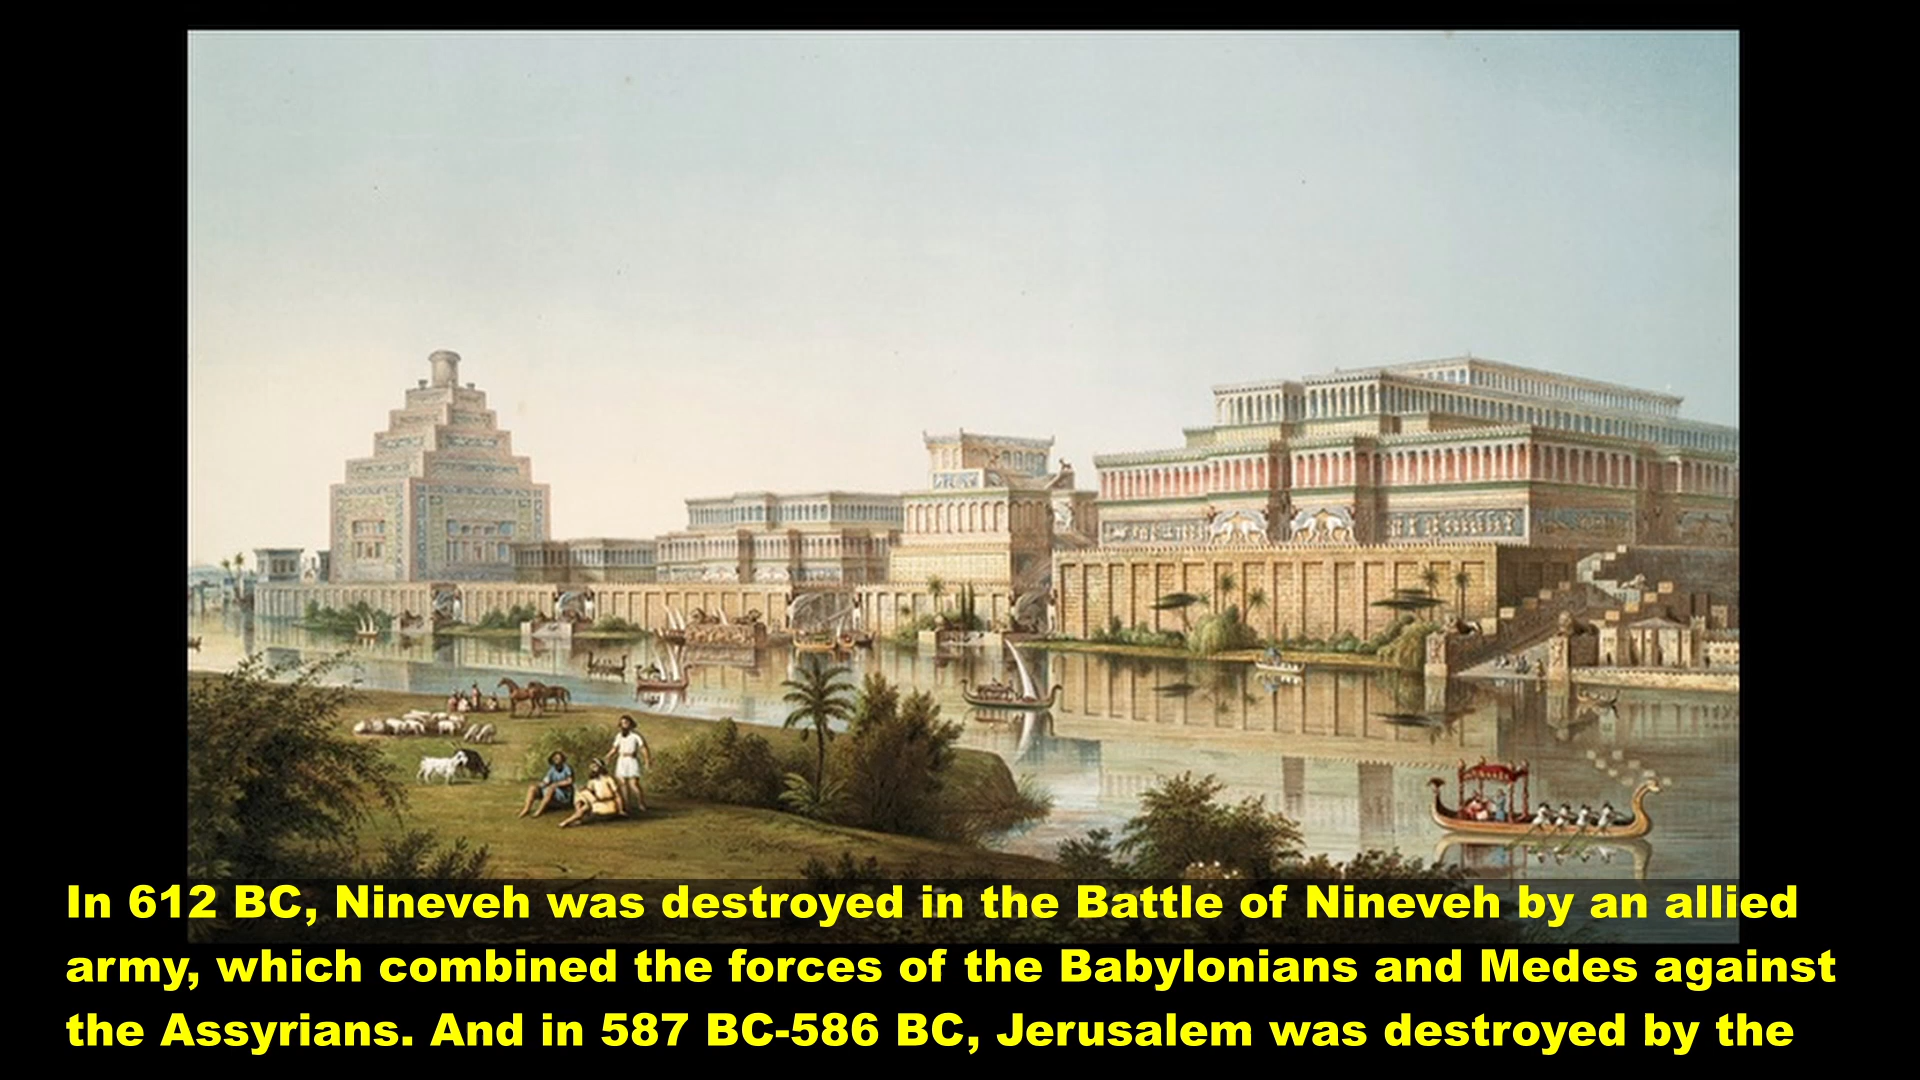 In 612 BC, Nineveh was destroyed in the Battle of Nineveh by an allied
army, which combined the forces of the Babylonians and Medes against
the Assyrians. And in 587 BC-586 BC, Jerusalem was destroyed by the